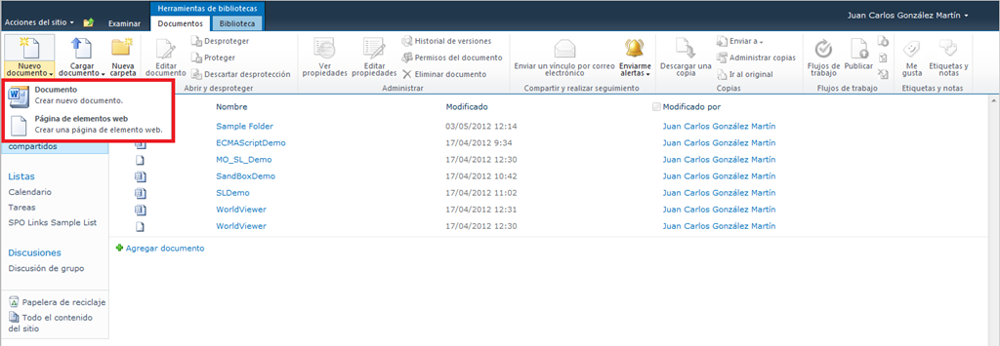 Herramientas de bibliotecas
Acciones del sitio
Examinar
Documentos
Biblioteca
Juan Carlos González Martín
Nuevo documento
Cargar documento
Nueva carpeta
Editar documento
Desproteger
Proteger
Descartar desprotección
Abrir y desproteger
Ver propiedades
Editar propiedades
Historial de versiones
Permisos del documento
Eliminar documento
Administrar
Enviar un vínculo por correo electrónico
Enviarme alertas
Compartir y realizar seguimiento
Descargar una copia
Enviar a
Administrar copias
Ir al original
Copias
Flujos de trabajo
Publicar
Flujos de trabajo
Me gusta
Etiquetas y notas
Etiquetas y notas
Documento
Crear nuevo documento.
Página de elementos web
Crear una página de elemento web.
compartidos
Listas
Calendario
Tareas
SPO Links Sample List
Discusiones
Discusión de grupo
Papelera de reciclaje
Todo el contenido del sitio
Nombre Modificado Modificado por
Sample Folder 03/05/2012 12:14 Juan Carlos González Martín
ECMAScriptDemo 17/04/2012 9:34 Juan Carlos González Martín
MO_SL_Demo 17/04/2012 12:30 Juan Carlos González Martín
SandBoxDemo 17/04/2012 10:42 Juan Carlos González Martín
SLDemo 17/04/2012 11:02 Juan Carlos González Martín
WorldViewer 17/04/2012 12:31 Juan Carlos González Martín
WorldViewer 17/04/2012 12:30 Juan Carlos González Martín
Agregar documento